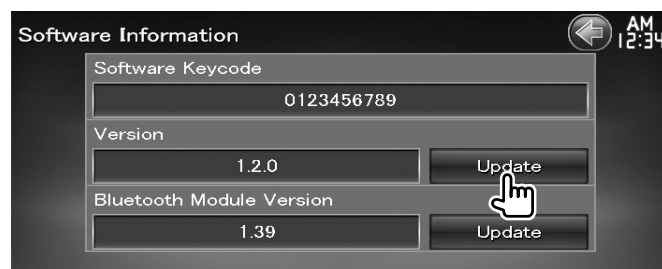 Software Information
AM
12:34
Software Keycode
0123456789
Version
1.2.0 Update
Bluetooth Module Version
1.39 Update